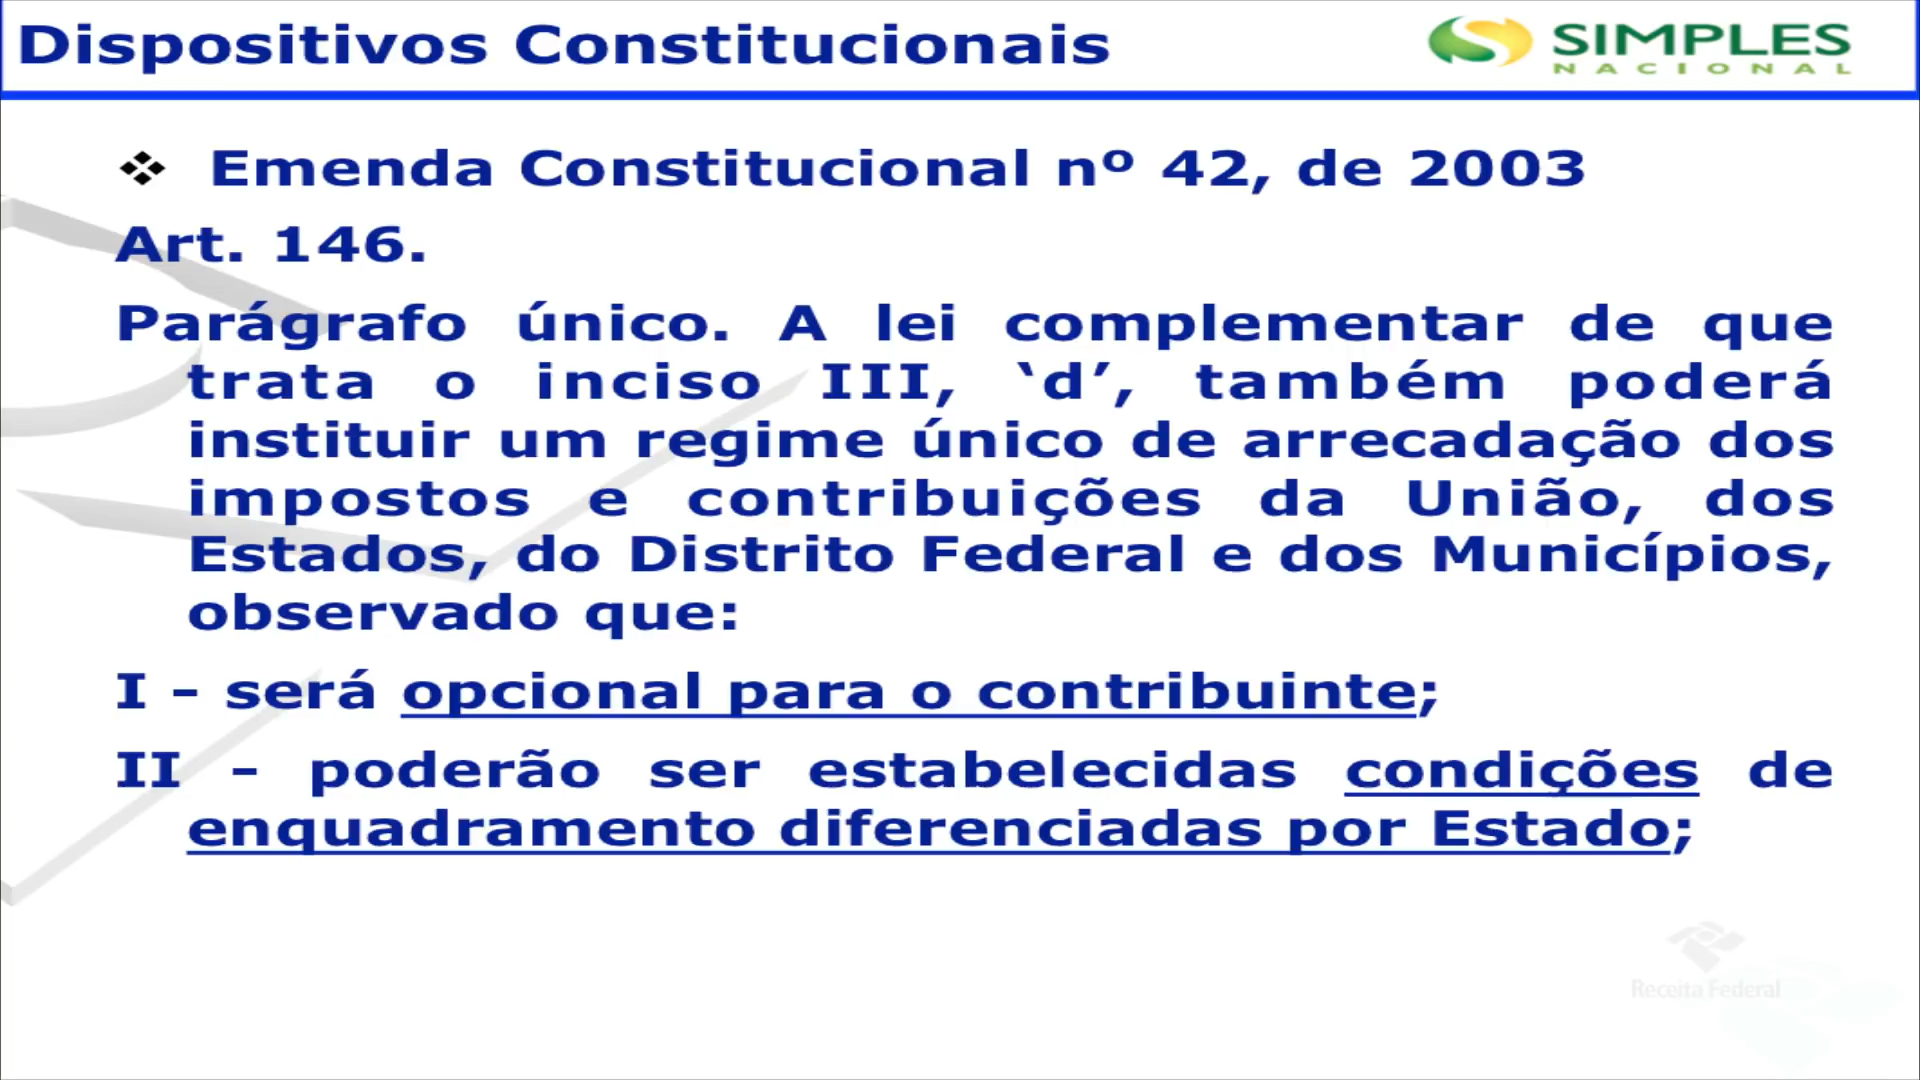 Dispositivos Constitucionais
SIMPLES
NACIONAL
❖ Emenda Constitucional nº 42, de 2003
Art. 146.
Parágrafo único. A lei complementar de que
trata o inciso III, ‘d’, também poderá
instituir um regime único de arrecadação dos
impostos e contribuições da União, dos
Estados, do Distrito Federal e dos Municípios,
observado que:
I – será opcional para o contribuinte;
II – poderão ser estabelecidas condições de
enquadramento diferenciadas por Estado;
Receita Federal